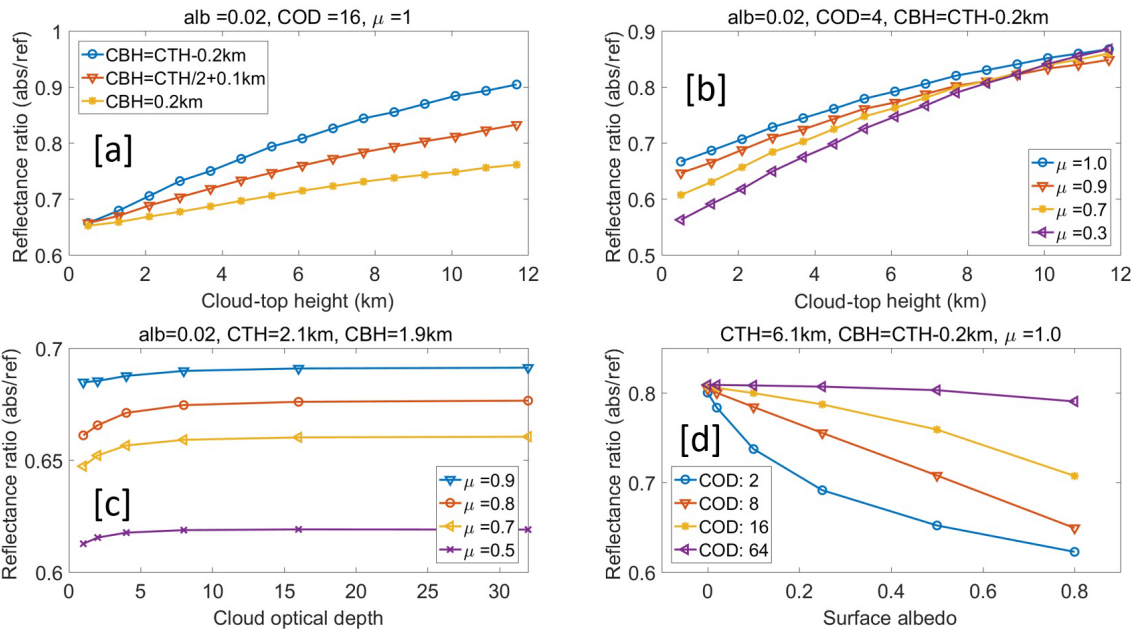 alb =0.02, COD =16, μ =1
1
0.9
0.8
0.7
0.6
Reflectance ratio (abs/ref)
CBH=CTH-0.2km
CBH=CTH/2+0.1km
CBH=0.2km
[a]
0 2 4 6 8 10 12
Cloud-top height (km)
alb=0.02, COD=4, CBH=CTH-0.2km
0.9
0.8
0.7
0.6
0.5
Reflectance ratio (abs/ref)
[b]
μ =1.0
μ =0.9
μ =0.7
μ =0.3
0 2 4 6 8 10 12
Cloud-top height (km)
alb=0.02, CTH=2.1km, CBH=1.9km
0.7
0.65
0.6
Reflectance ratio (abs/ref)
[c]
μ =0.9
μ =0.8
μ =0.7
μ =0.5
0 5 10 15 20 25 30
Cloud optical depth
CTH=6.1km, CBH=CTH-0.2km, μ =1.0
0.8
0.7
0.6
Reflectance ratio (abs/ref)
[d]
COD: 2
COD: 8
COD: 16
COD: 64
0 0.2 0.4 0.6 0.8
Surface albedo